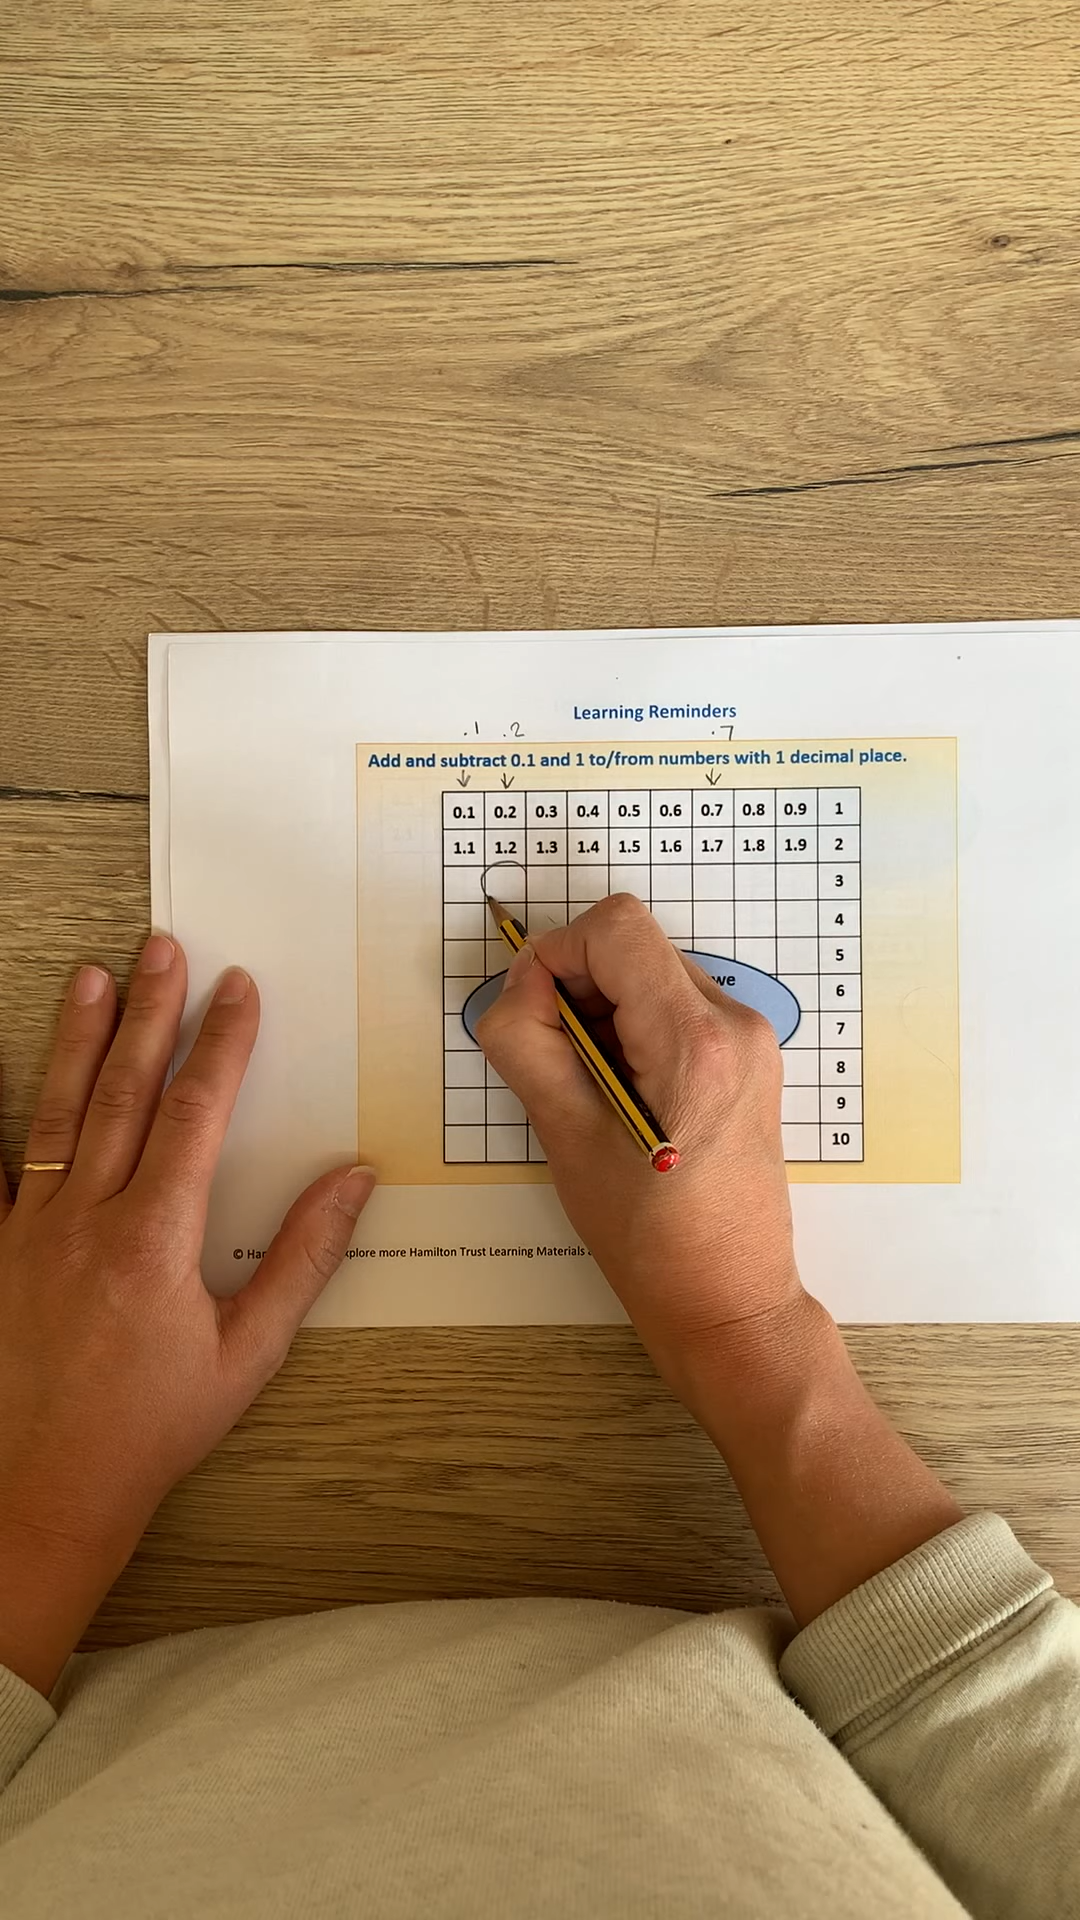 Learning Reminders
.1 .2 .7
Add and subtract 0.1 and 1 to/from numbers with 1 decimal place.
0.1 0.2 0.3 0.4 0.5 0.6 0.7 0.8 0.9 1
1.1 1.2 1.3 1.4 1.5 1.6 1.7 1.8 1.9 2
3
4
5
we 6
7
8
9
10
© Har plore more Hamilton Trust Learning Materials